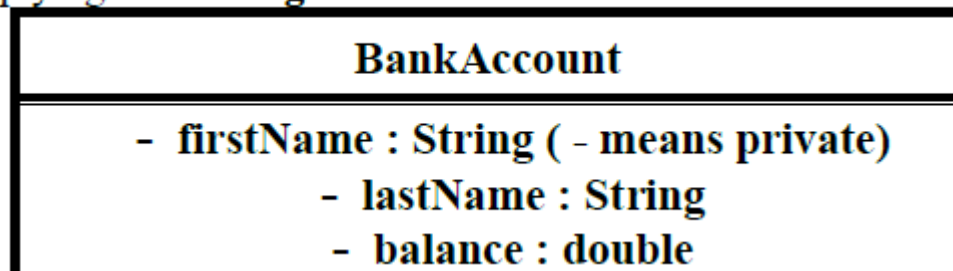 BankAccount
- firstName : String ( - means private)
- lastName : String
- balance : double